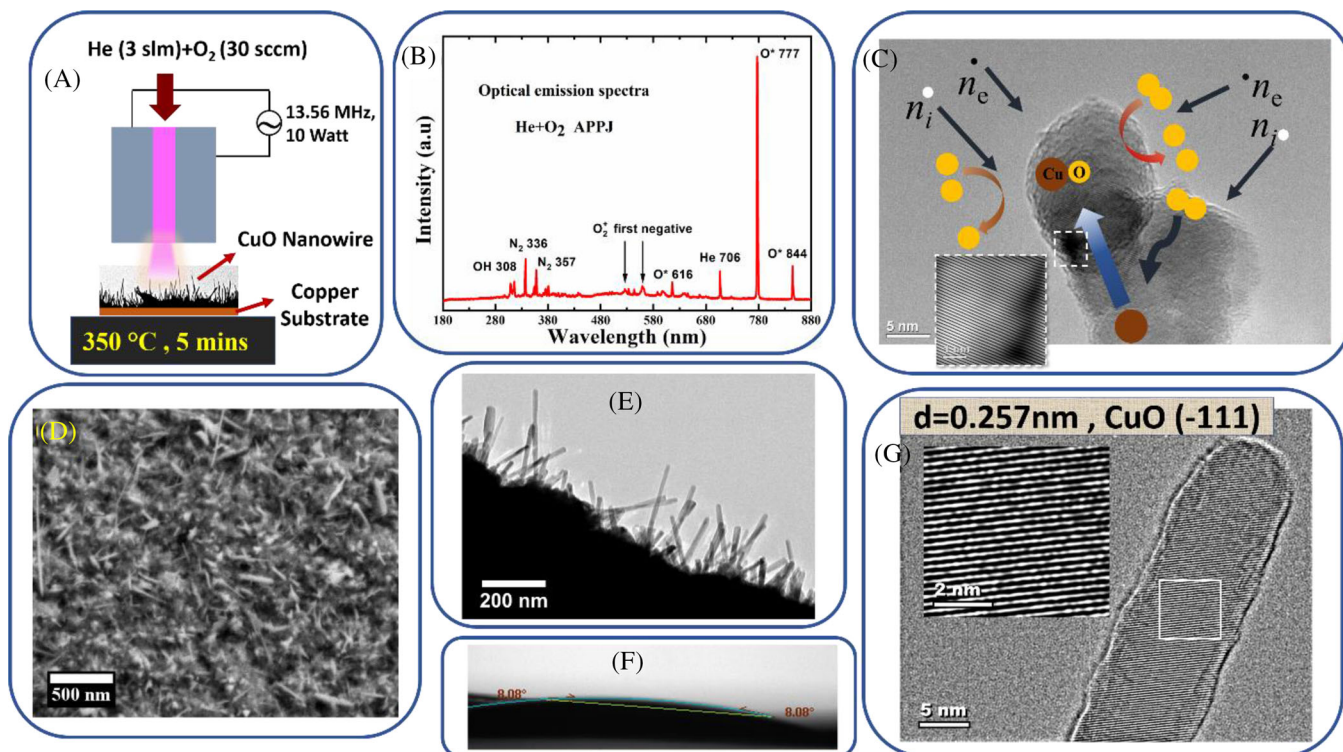 (A)
He (3 slm)+O₂ (30 sccm)
13.56 MHz,
10 Watt
CuO Nanowire
Copper
Substrate
350 °C , 5 mins
(B)
Optical emission spectra
He+O₂ APPJ
Intensity (a.u)
OH 308
N₂ 336
N₂ 357
O₂⁺ first negative
O* 616
He 706
O* 777
O* 844
180 280 380 480 580 680 780 880
Wavelength (nm)
(C)
nₑ
nᵢ
nₑ
nᵢ
Cu O
5 nm
(D)
500 nm
(E)
200 nm
(F)
8.08°
8.08°
d=0.257nm , CuO (-111)
(G)
2 nm
5 nm